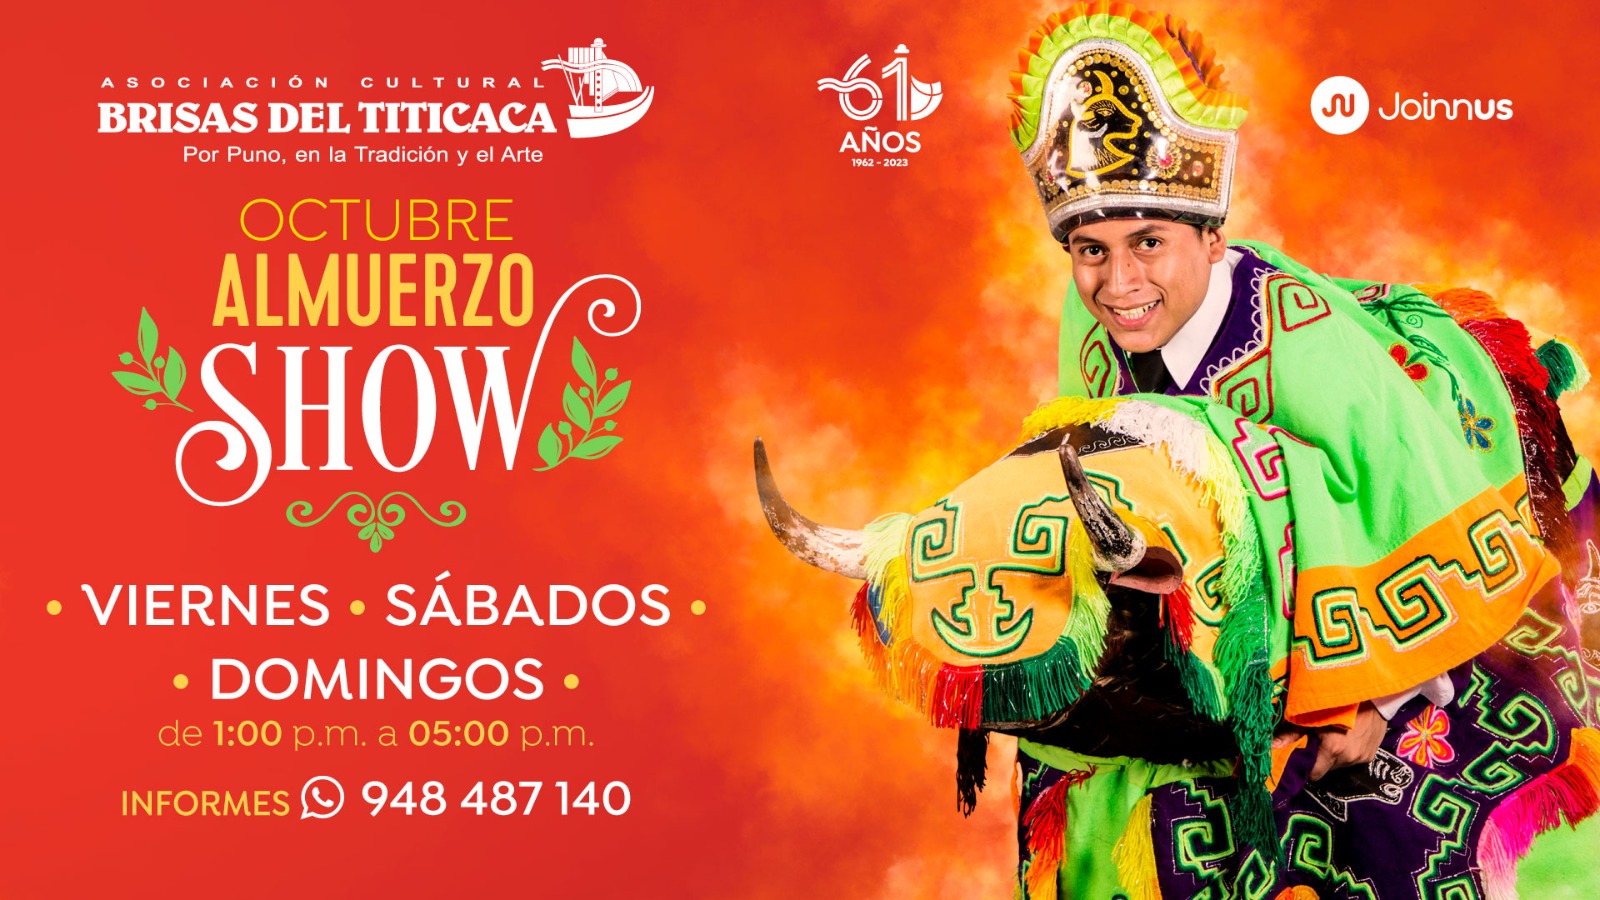 ASOCIACIÓN CULTURAL
BRISAS DEL TITICACA
Por Puno, en la Tradición y el Arte
61
AÑOS
1962 - 2023
Joinnus
OCTUBRE
ALMUERZO
SHOW
• VIERNES • SÁBADOS •
• DOMINGOS •
de 1:00 p.m. a 05:00 p.m.
INFORMES 948 487 140